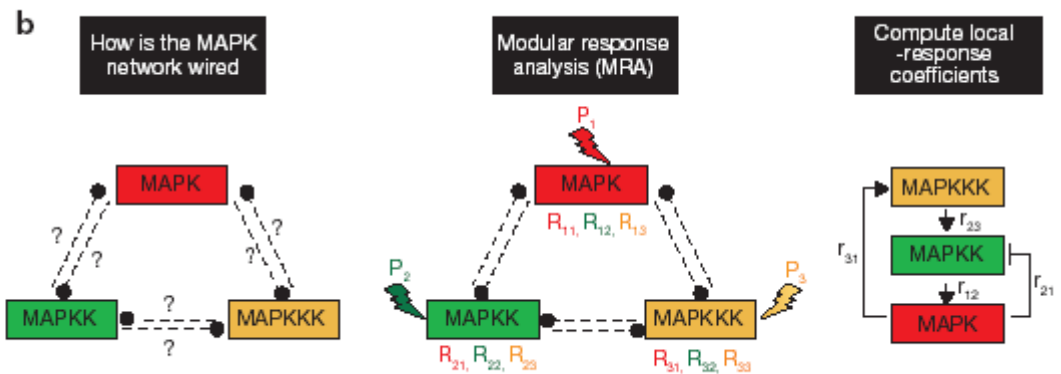 b
How is the MAPK
network wired
Modular response
analysis (MRA)
Compute local
-response
coefficients
MAPK
?
?
?
?
MAPKK
?
?
MAPKKK
P₁
MAPK
R₁₁, R₁₂, R₁₃
P₂
MAPKK
R₂₁, R₂₂, R₂₃
P₃
MAPKKK
R₃₁, R₃₂, R₃₃
MAPKKK
r₂₃
r₃₁
MAPKK
r₁₂
r₂₁
MAPK